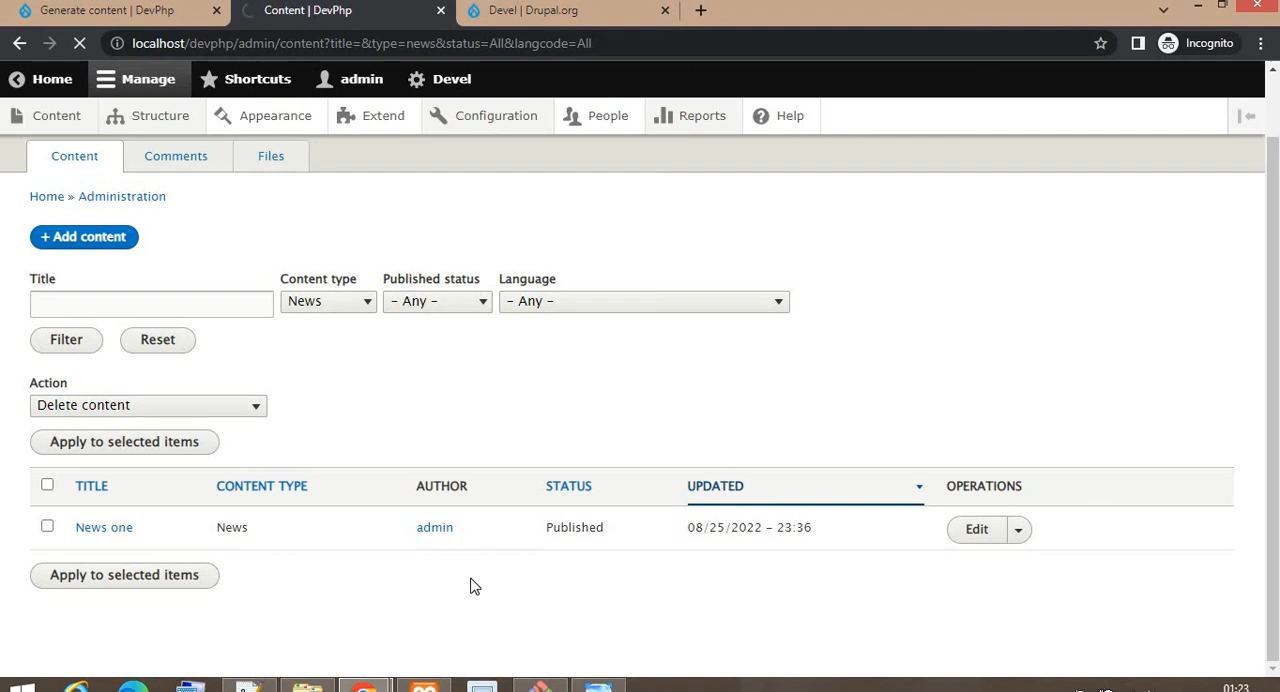 Generate content | DevPhp
Content | DevPhp
Devel | Drupal.org
localhost/devphp/admin/content?title=&type=news&status=All&langcode=All
Incognito
Home Manage Shortcuts admin Devel
Content Structure Appearance Extend Configuration People Reports Help
Content Comments Files
Home » Administration
+ Add content
Title Content type Published status Language
News - Any - - Any -
Filter Reset
Action
Delete content
Apply to selected items
TITLE CONTENT TYPE AUTHOR STATUS UPDATED OPERATIONS
News one News admin Published 08/25/2022 - 23:36 Edit
Apply to selected items
01:23